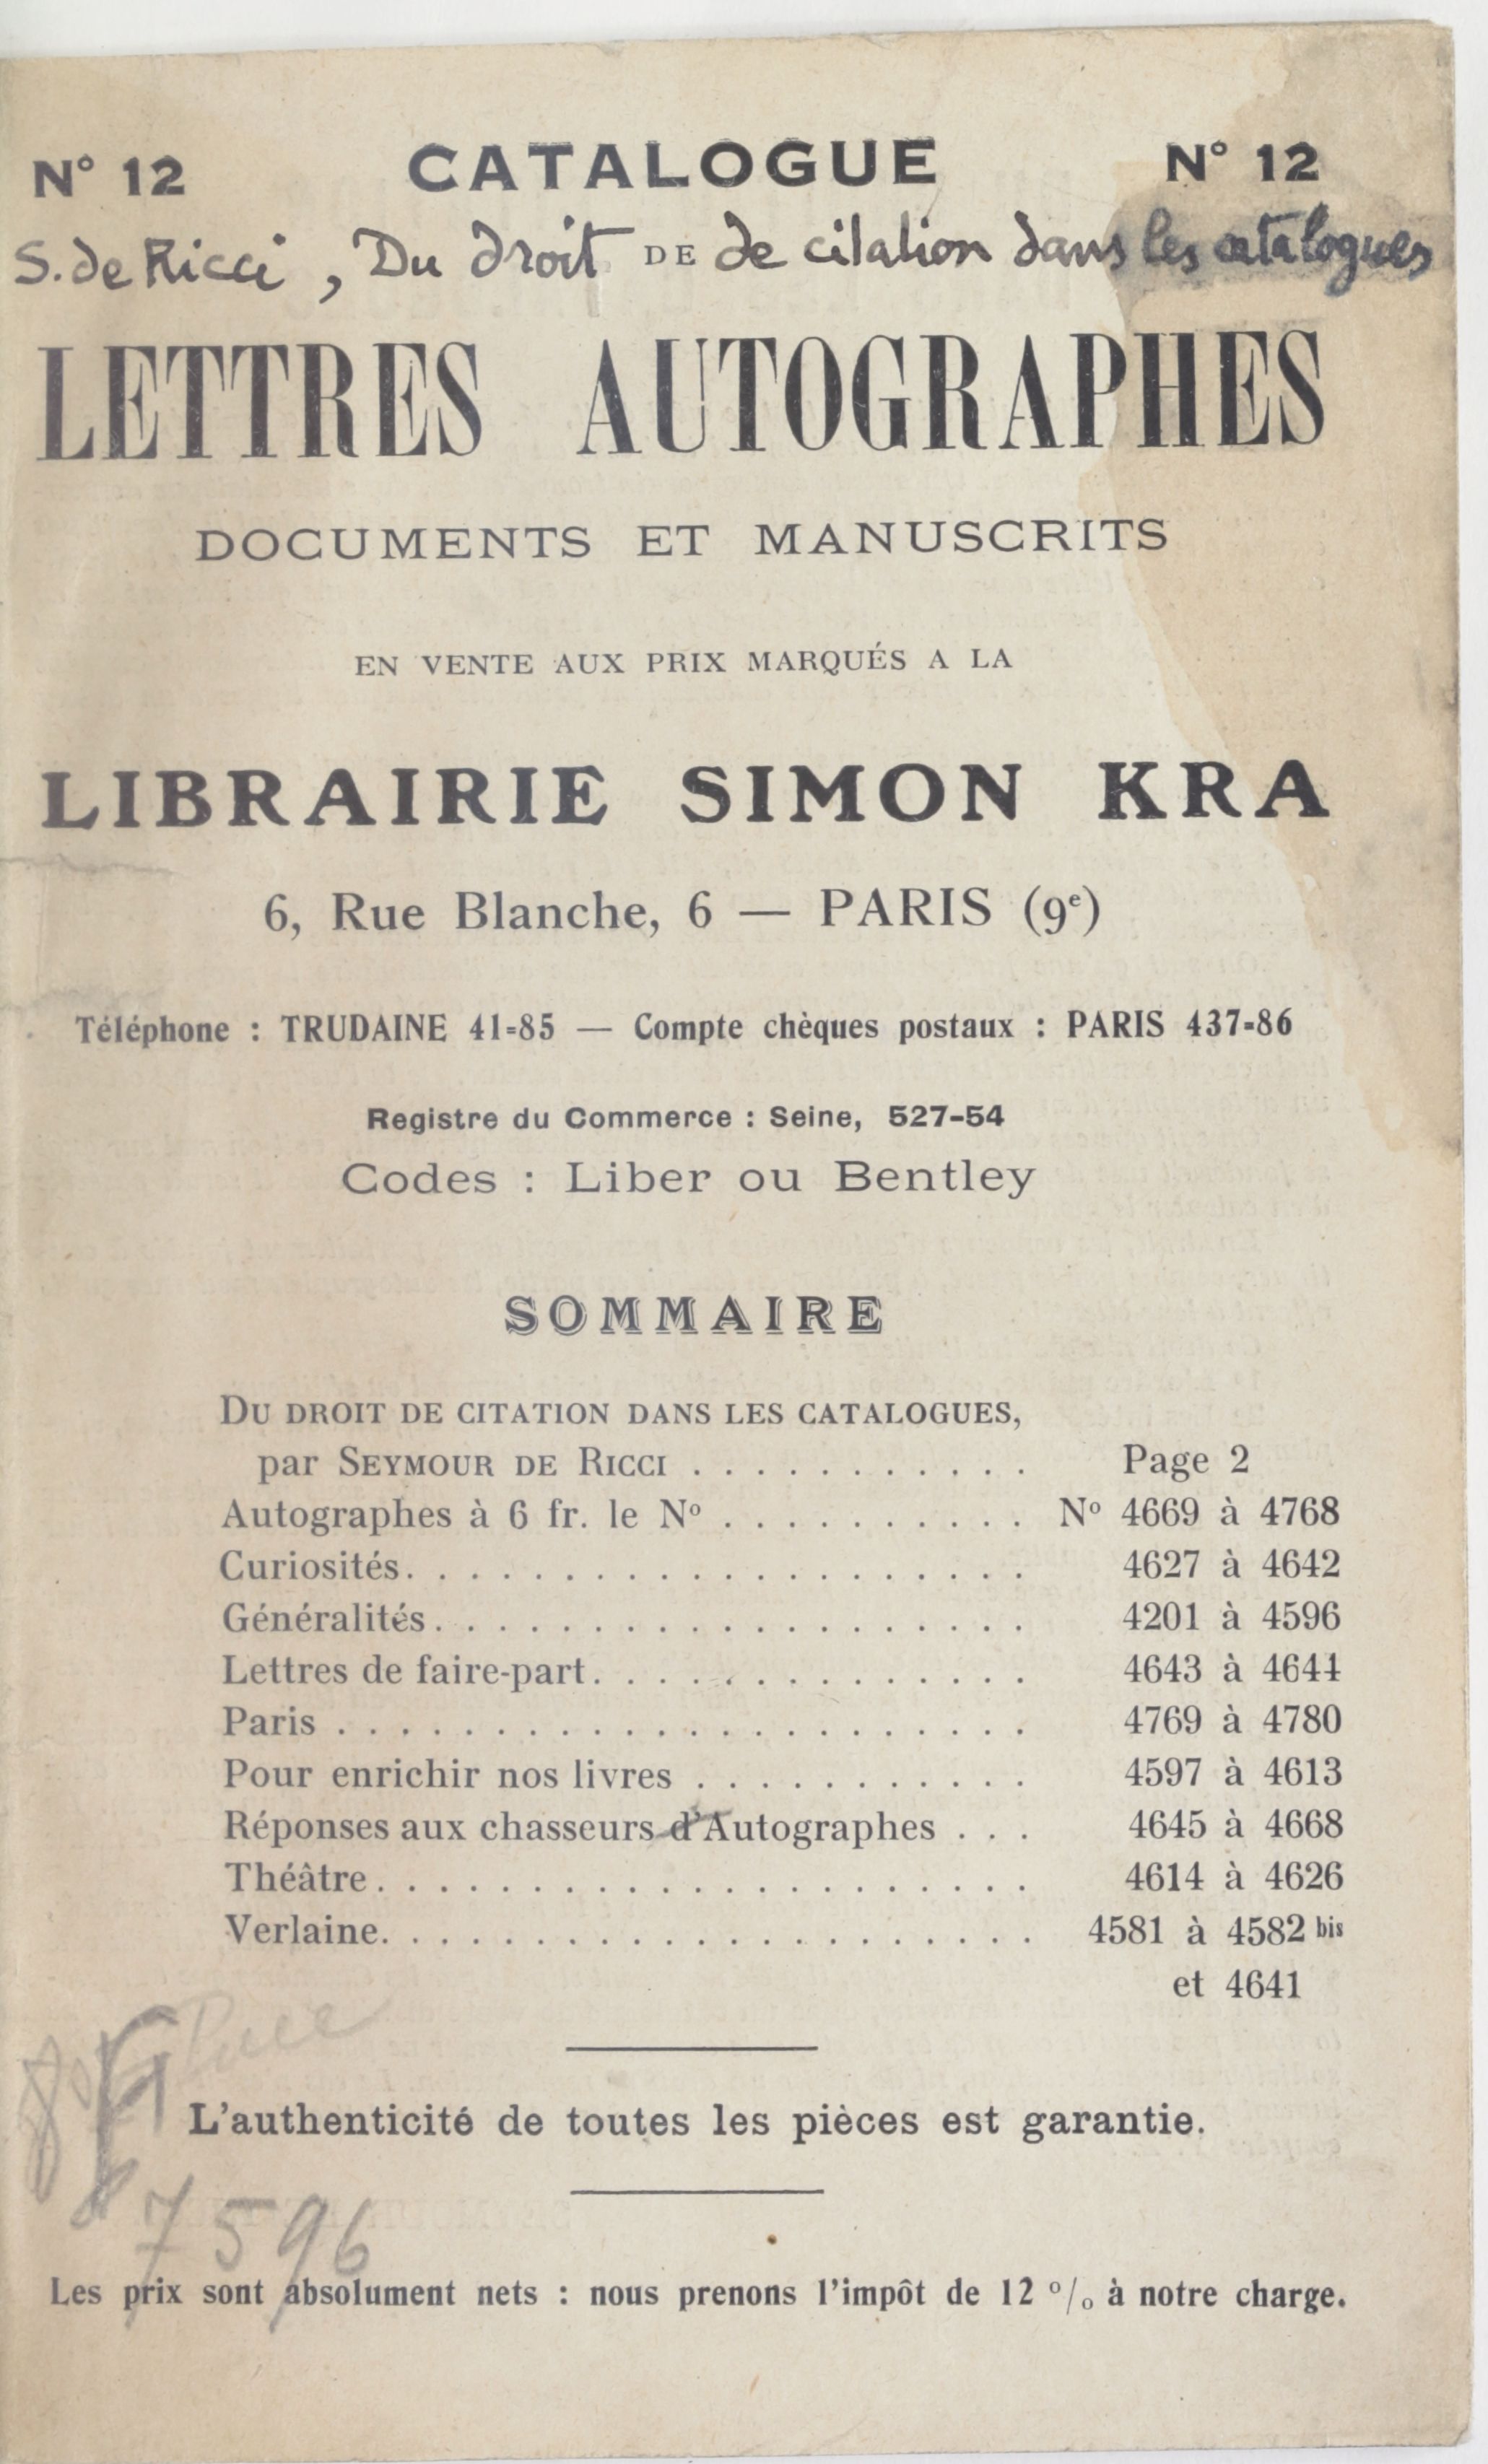 N° 12 CATALOGUE N° 12
S. de Ricci, Du droit DE de citation dans les catalogues
LETTRES AUTOGRAPHES
DOCUMENTS ET MANUSCRITS
EN VENTE AUX PRIX MARQUÉS A LA
LIBRAIRIE SIMON KRA
6, Rue Blanche, 6 — PARIS (9e)
Téléphone : TRUDAINE 41=85 — Compte chèques postaux : PARIS 437=86
Registre du Commerce : Seine, 527-54
Codes : Liber ou Bentley
SOMMAIRE
DU DROIT DE CITATION DANS LES CATALOGUES,
par SEYMOUR DE RICCI . . . . . . . . . . . Page 2
Autographes à 6 fr. le No . . . . . . . . . . No 4669 à 4768
Curiosités. . . . . . . . . . . . . . . . . . . . 4627 à 4642
Généralités. . . . . . . . . . . . . . . . . . . 4201 à 4596
Lettres de faire-part. . . . . . . . . . . . . . 4643 à 4644
Paris . . . . . . . . . . . . . . . . . . . . . . 4769 à 4780
Pour enrichir nos livres . . . . . . . . . . . 4597 à 4613
Réponses aux chasseurs d'Autographes . . . 4645 à 4668
Théâtre. . . . . . . . . . . . . . . . . . . . . 4614 à 4626
Verlaine. . . . . . . . . . . . . . . . . . . . . 4581 à 4582 bis
et 4641
L'authenticité de toutes les pièces est garantie.
7596
Les prix sont absolument nets : nous prenons l'impôt de 12 % à notre charge.